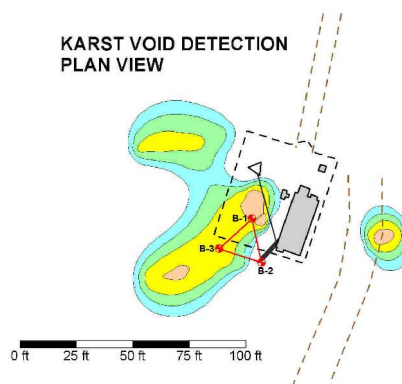 KARST VOID DETECTION
PLAN VIEW
B-1
B-3
B-2
0 ft 25 ft 50 ft 75 ft 100 ft